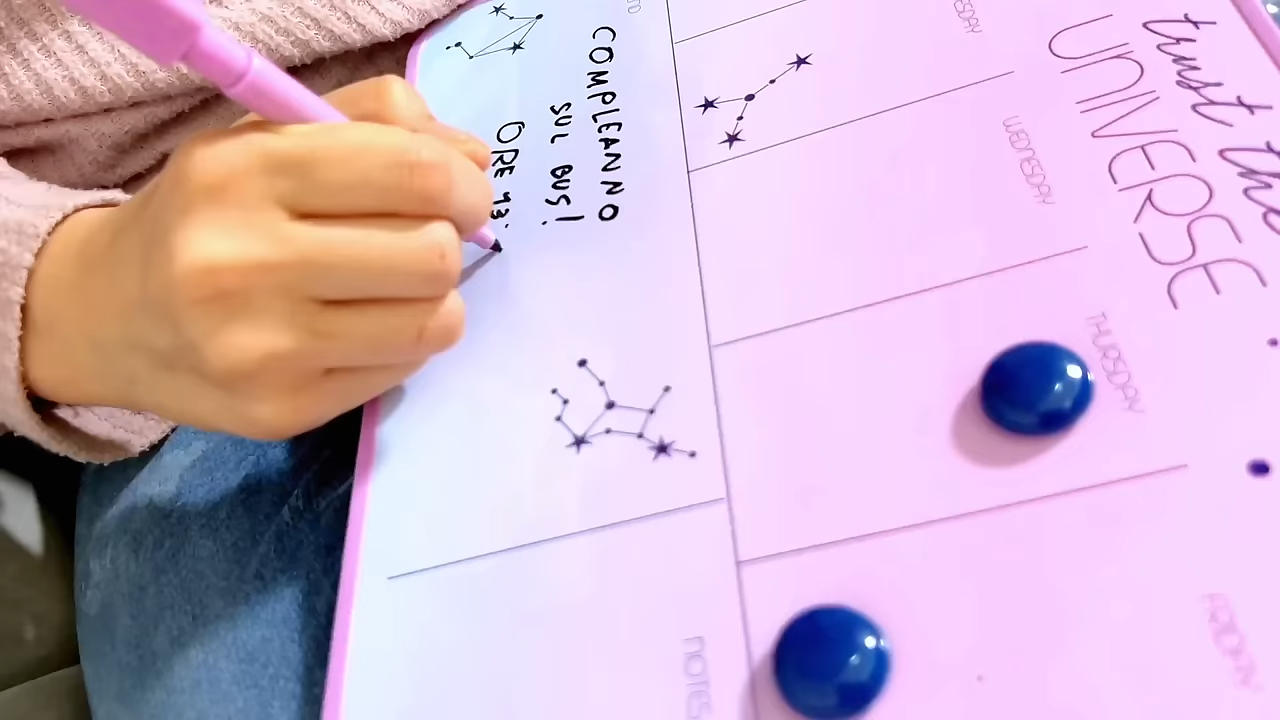 trust the
UNIVERSE
WEDNESDAY
THURSDAY
FRIDAY
COMPLEANNO
SUL BUS!
ORE 13:
NOTES